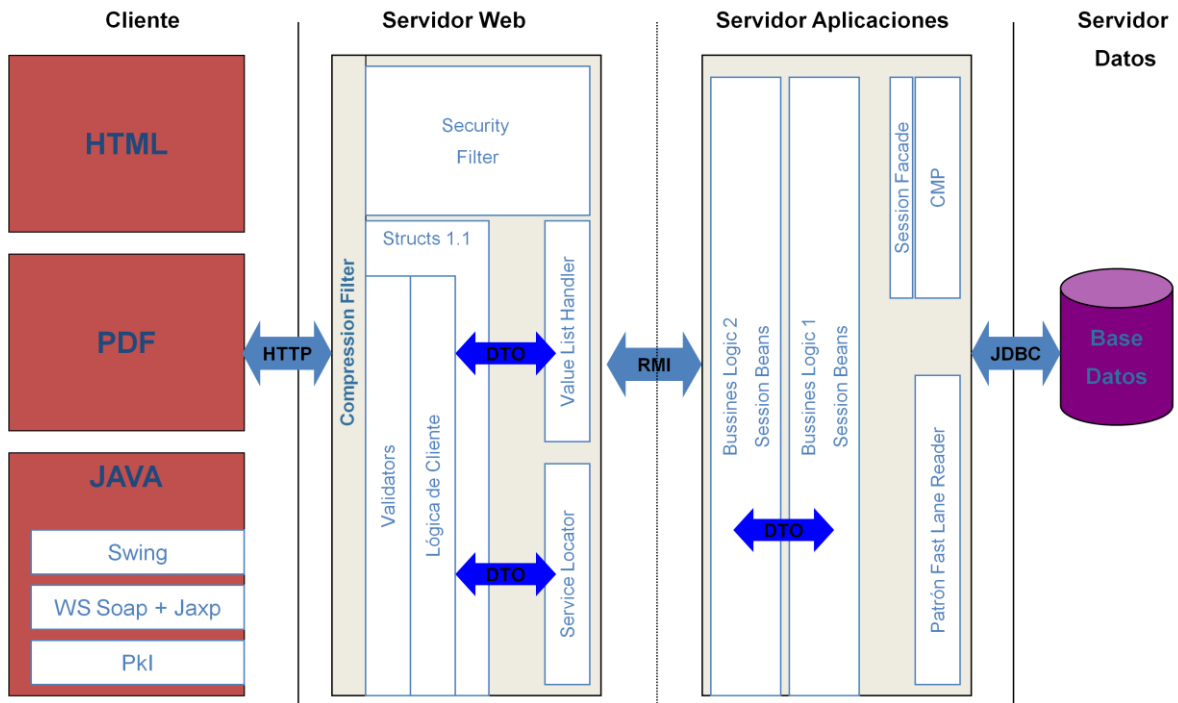 Cliente
Servidor Web
Servidor Aplicaciones
Servidor
Datos
HTML
PDF
JAVA
Swing
WS Soap + Jaxp
PkI
HTTP
Compression Filter
Security
Filter
Structs 1.1
Validators
Lógica de Cliente
DTO
DTO
Value List Handler
Service Locator
RMI
Bussines Logic 2
Session Beans
Bussines Logic 1
Session Beans
DTO
Session Facade
CMP
Patrón Fast Lane Reader
JDBC
Base
Datos